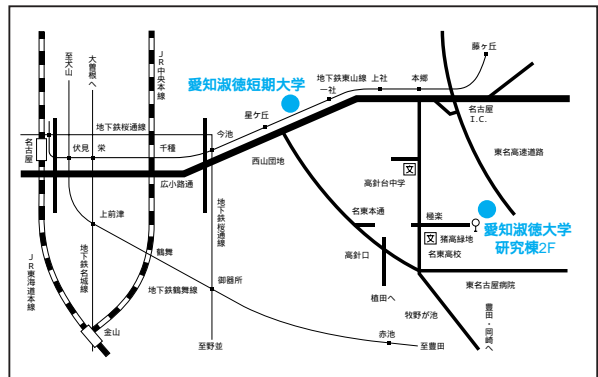 至犬山
大曽根へ
JR中央本線
愛知淑徳短期大学
地下鉄東山線
上社
本郷
藤ヶ丘
一社
星ヶ丘
名古屋
I.C.
地下鉄桜通線
今池
名古屋
伏見
栄
千種
西山団地
東名高速道路
広小路通
文
高針台中学
上前津
地下鉄桜通線
名東本通
極楽
愛知淑徳大学
研究棟2F
文
猪高緑地
名東高校
JR東海道本線
地下鉄名城線
鶴舞
高針口
地下鉄鶴舞線
御器所
植田へ
東名古屋病院
牧野が池
豊田・岡崎へ
金山
赤池
至野並
至豊田